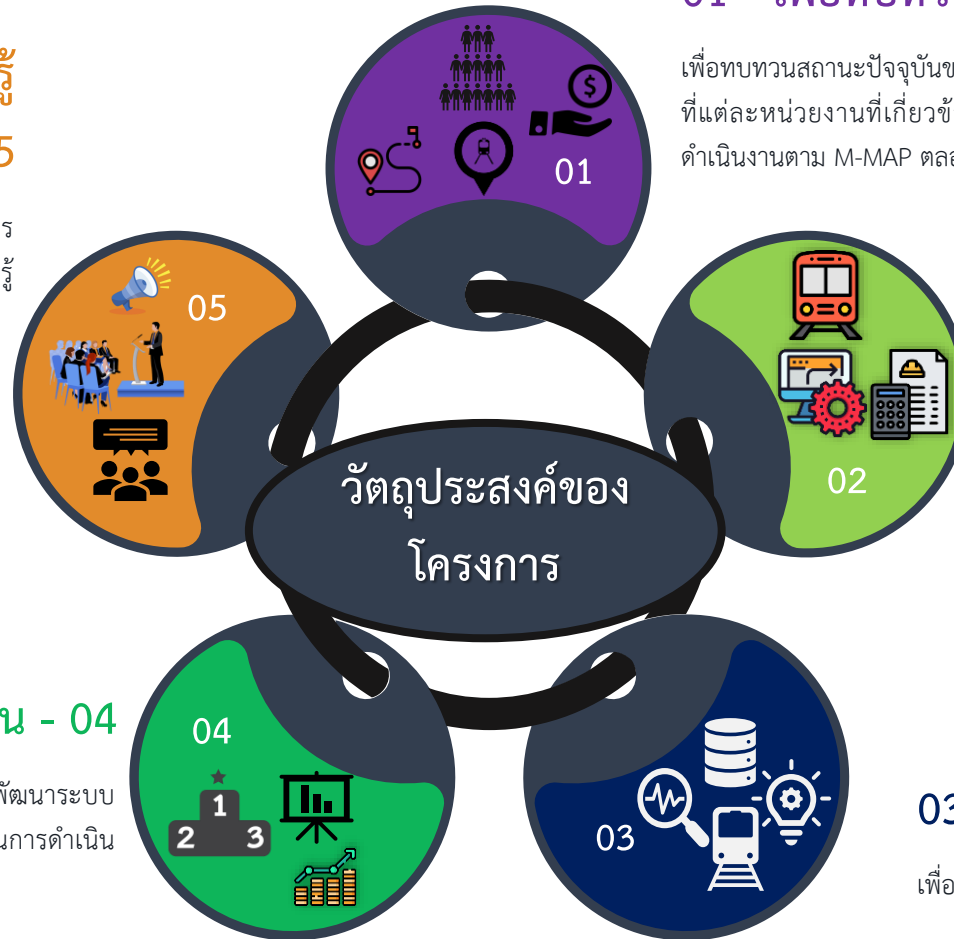 เพื่อทบทวนสถานะปัจจุบัน
ที่แต่ละหน่วยงานที่เกี่ยวข้
ดำเนินงานตาม M-MAP
01
05
02
วัตถุประสงค์ของ
โครงการ
04
1
2 3
03
- 04
พัฒนาระบบ
นการดำเนิน
03
เพื่อ